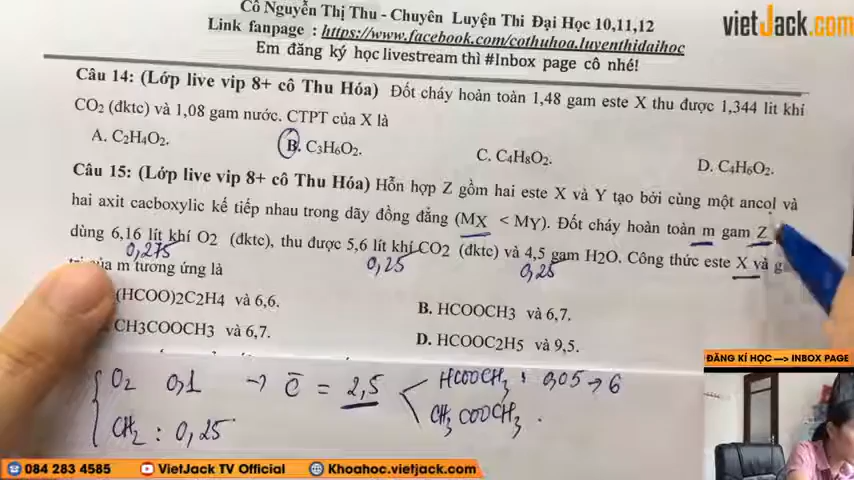 Cô Nguyễn Thị Thu - Chuyên Luyện Thi Đại Học 10,11,12
Link fanpage : https://www.facebook.com/cothuhoa.luyenthidaihoc
Em đăng ký học livestream thì #Inbox page cô nhé!
vietJack.com
Câu 14: (Lớp live vip 8+ cô Thu Hóa) Đốt cháy hoàn toàn 1,48 gam este X thu được 1,344 lit khí
CO2 (đktc) và 1,08 gam nước. CTPT của X là
A. C2H4O2. B. C3H6O2. C. C4H8O2. D. C4H6O2.
Câu 15: (Lớp live vip 8+ cô Thu Hóa) Hỗn hợp Z gồm hai este X và Y tạo bởi cùng một ancol và
hai axit cacboxylic kế tiếp nhau trong dãy đồng đẳng (MX < MY). Đốt cháy hoàn toàn m gam Z
dùng 6,16 lít khí O2 (đktc), thu được 5,6 lít khí CO2 (đktc) và 4,5 gam H2O. Công thức este X và g
0,275 0,25 0,25
của m tương ứng là
(HCOO)2C2H4 và 6,6. B. HCOOCH3 và 6,7.
CH3COOCH3 và 6,7. D. HCOOC2H5 và 9,5.
O2 0,1 → C̄ = 2,5 HCOOCH3 : 0,05 → 6
CH2 : 0,25 CH3COOCH3 .
ĐĂNG KÍ HỌC —> INBOX PAGE
084 283 4585 VietJack TV Official Khoahoc.vietjack.com